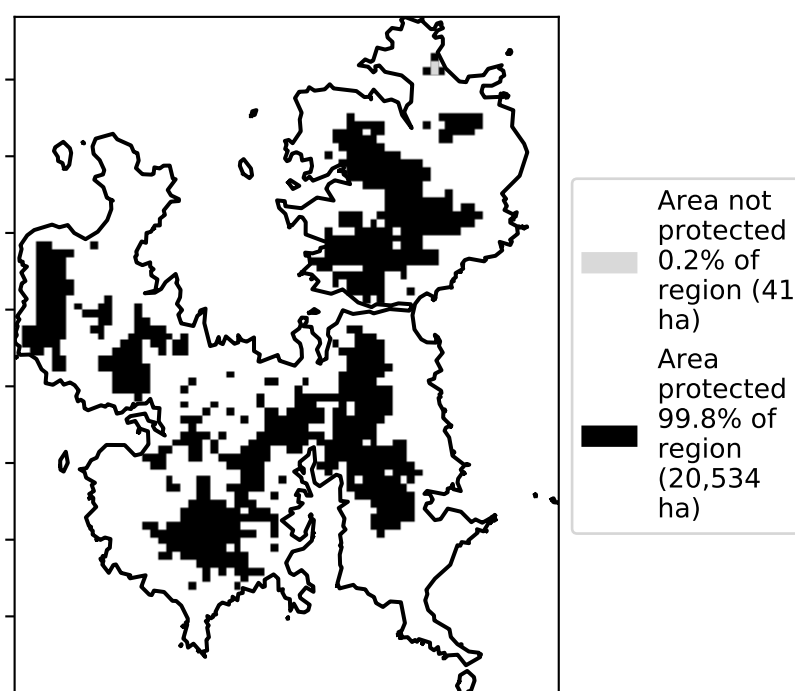 Area not
protected
0.2% of
region (41
ha)
Area
protected
99.8% of
region
(20,534
ha)